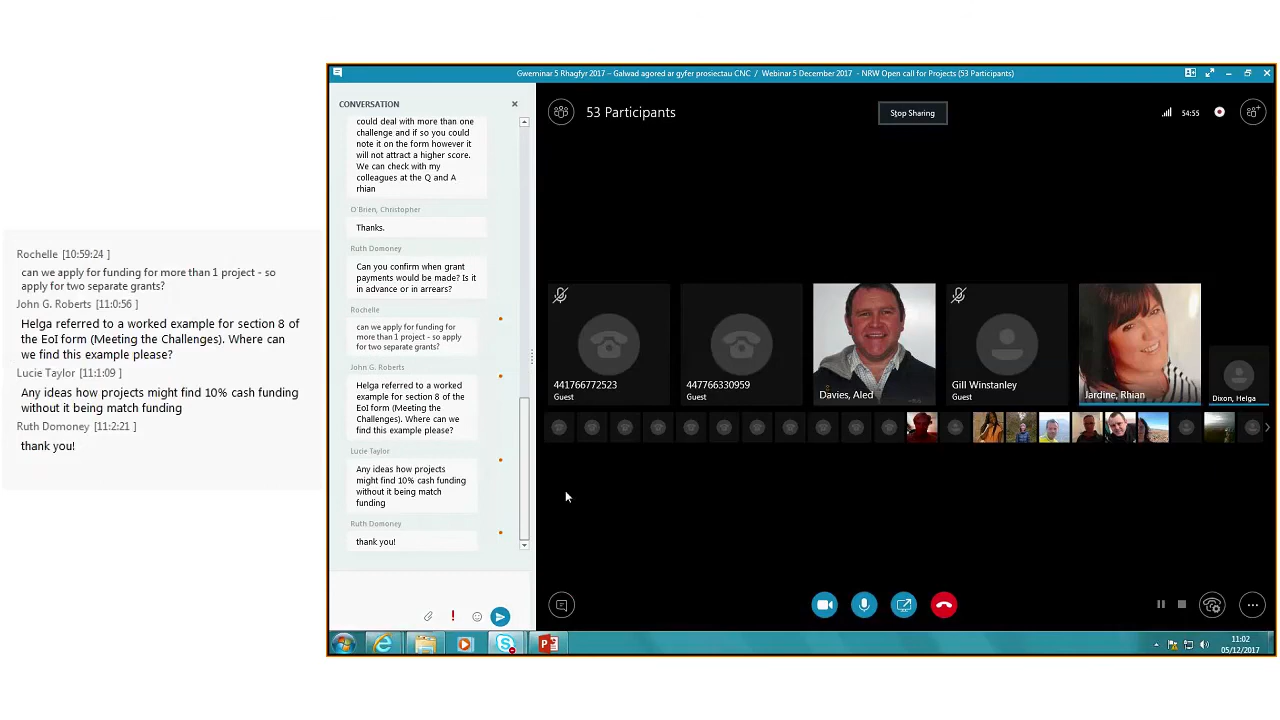 Rochelle [10:59:24 ]
can we apply for funding for more than 1 project - so
apply for two separate grants?
John G. Roberts [11:0:56 ]
Helga referred to a worked example for section 8 of
the EoI form (Meeting the Challenges). Where can
we find this example please?
Lucie Taylor [11:1:09 ]
Any ideas how projects might find 10% cash funding
without it being match funding
Ruth Domoney [11:2:21 ]
thank you!
Gweminar 5 Rhagfyr 2017 – Galwad agored ar gyfer prosiectau CNC / Webinar 5 December 2017 - NRW Open call for Projects (53 Participants)
CONVERSATION
could deal with more than one
challenge and if so you could
note it on the form however it
will not attract a higher score.
We can check with my
colleagues at the Q and A
rhian
O'Brien, Christopher
Thanks.
Ruth Domoney
Can you confirm when grant
payments would be made? Is it
in advance or in arrears?
Rochelle
can we apply for funding for
more than 1 project - so apply
for two separate grants?
John G. Roberts
Helga referred to a worked
example for section 8 of the
EoI form (Meeting the
Challenges). Where can we
find this example please?
Lucie Taylor
Any ideas how projects
might find 10% cash funding
without it being match
funding
Ruth Domoney
thank you!
53 Participants
Stop Sharing
54:55
441766772523
Guest
447766330959
Guest
Davies, Aled
Gill Winstanley
Guest
Jardine, Rhian
Dixon, Helga
11:02
05/12/2017